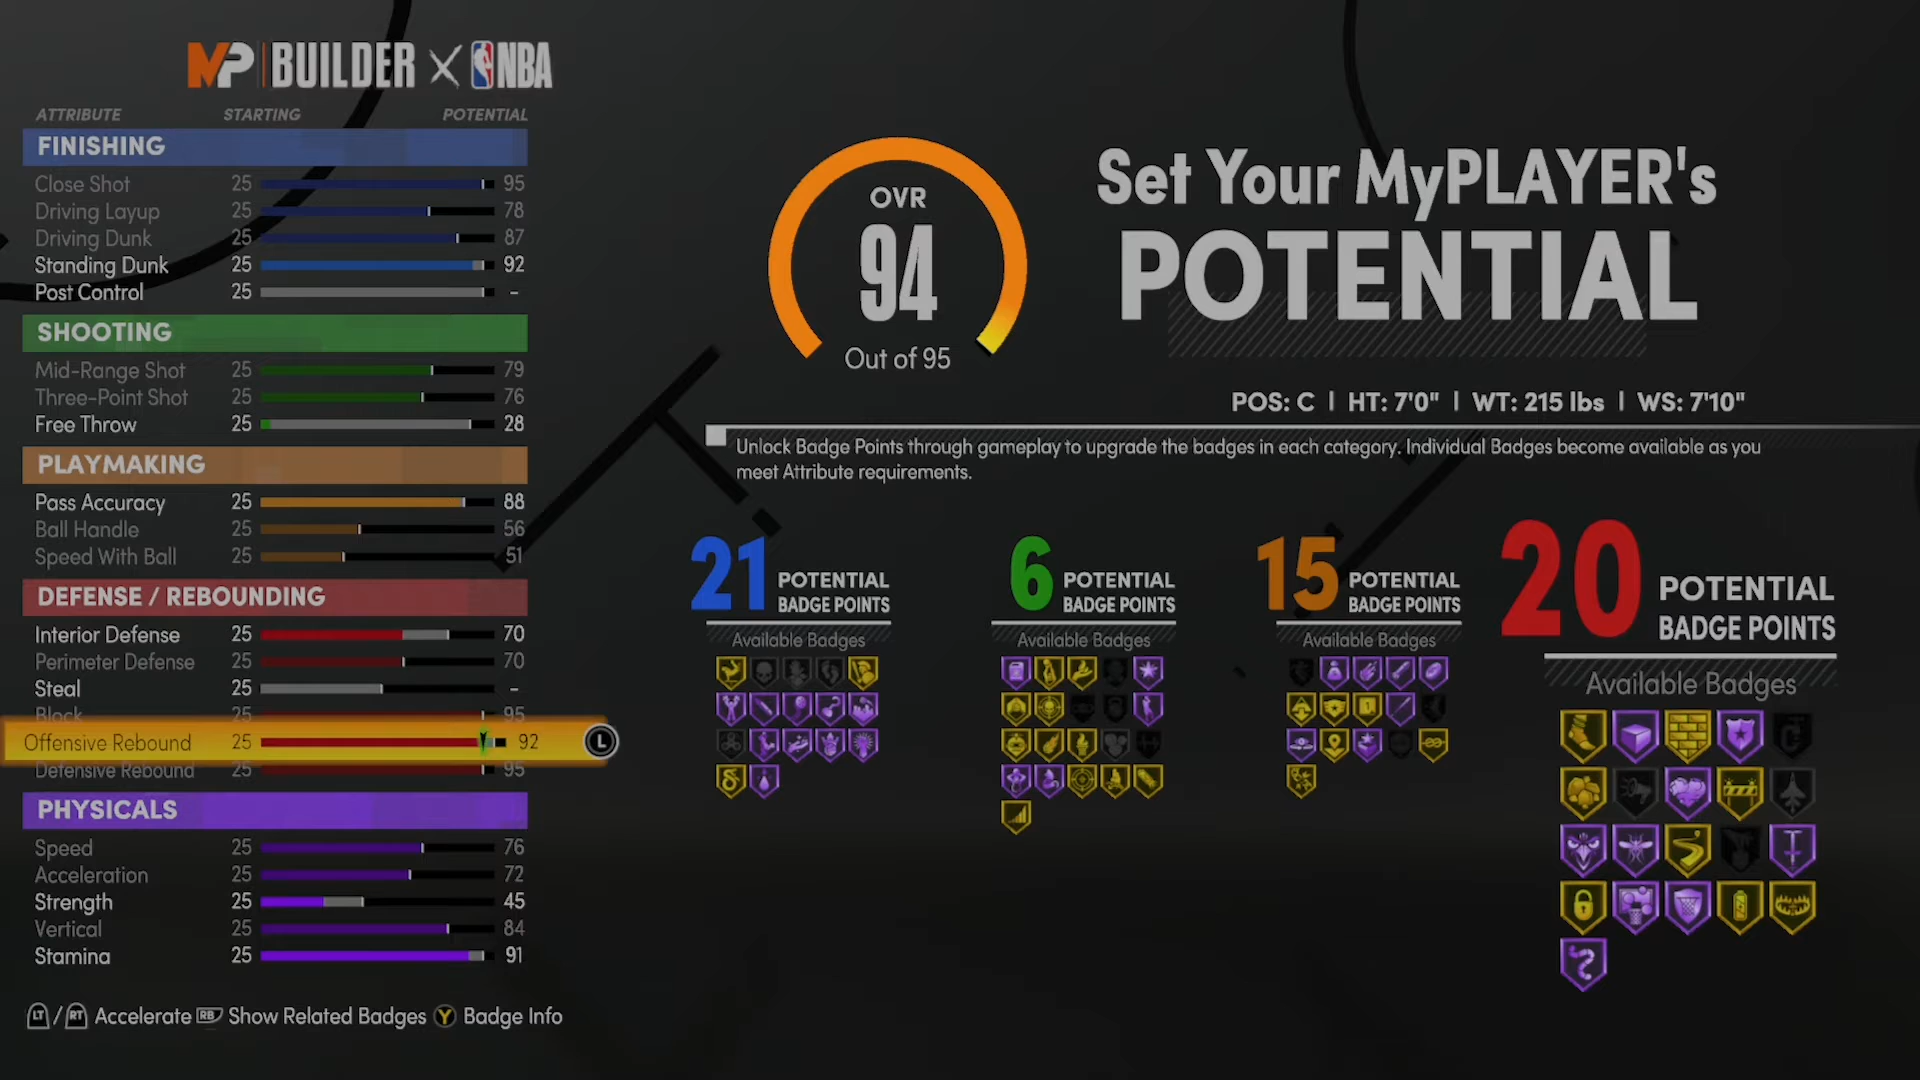 MP | BUILDER X NBA
ATTRIBUTE STARTING POTENTIAL
FINISHING
Close Shot 25 95
Driving Layup 25 78
Driving Dunk 25 87
Standing Dunk 25 92
Post Control 25 -
SHOOTING
Mid-Range Shot 25 79
Three-Point Shot 25 76
Free Throw 25 28
PLAYMAKING
Pass Accuracy 25 88
Ball Handle 25 56
Speed With Ball 25 51
DEFENSE / REBOUNDING
Interior Defense 25 70
Perimeter Defense 25 70
Steal 25 -
Block 25 95
Offensive Rebound 25 92 L
Defensive Rebound 25 95
PHYSICALS
Speed 25 76
Acceleration 25 72
Strength 25 45
Vertical 25 84
Stamina 25 91
LT / RT Accelerate RB Show Related Badges Y Badge Info
OVR
94
Out of 95
Set Your MyPLAYER's
POTENTIAL
POS: C | HT: 7'0" | WT: 215 lbs | WS: 7'10"
Unlock Badge Points through gameplay to upgrade the badges in each category. Individual Badges become available as you
meet Attribute requirements.
21 POTENTIAL
BADGE POINTS
Available Badges
6 POTENTIAL
BADGE POINTS
Available Badges
15 POTENTIAL
BADGE POINTS
Available Badges
20 POTENTIAL
BADGE POINTS
Available Badges